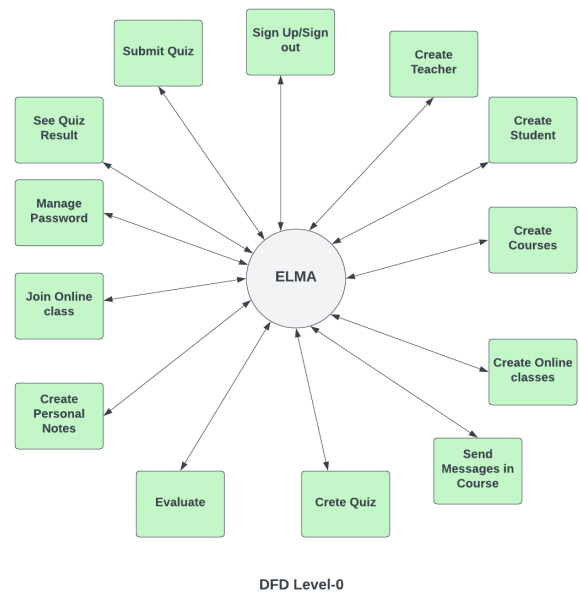 Sign Up/Sign
out
Submit Quiz
Create
Teacher
See Quiz
Result
Create
Student
Manage
Password
Create
Courses
ELMA
Join Online
class
Create Online
classes
Create
Personal
Notes
Send
Messages in
Course
Evaluate
Crete Quiz
DFD Level-0